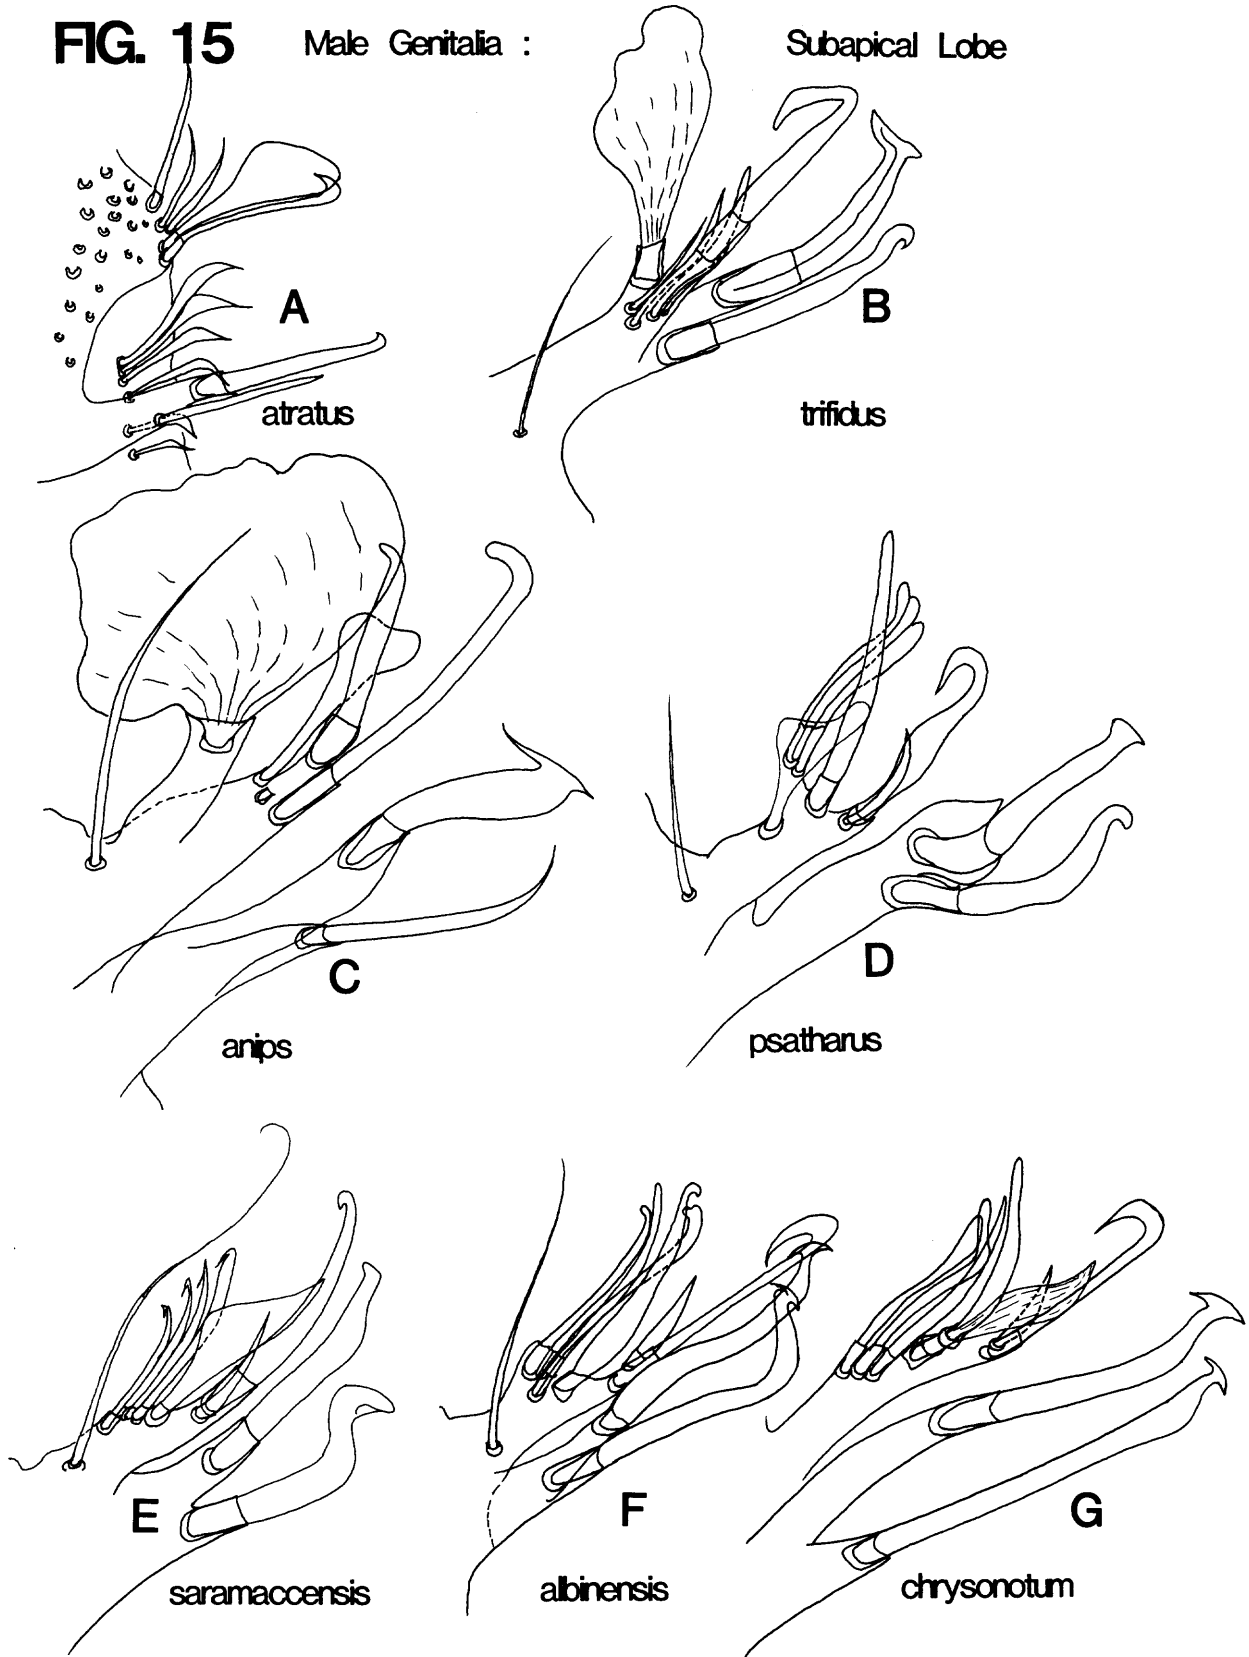 FIG. 15 Male Genitalia : Subapical Lobe
A
B
atratus
trifidus
C
D
anips
psatharus
E
F
G
saramaccensis
albinensis
chrysonotum